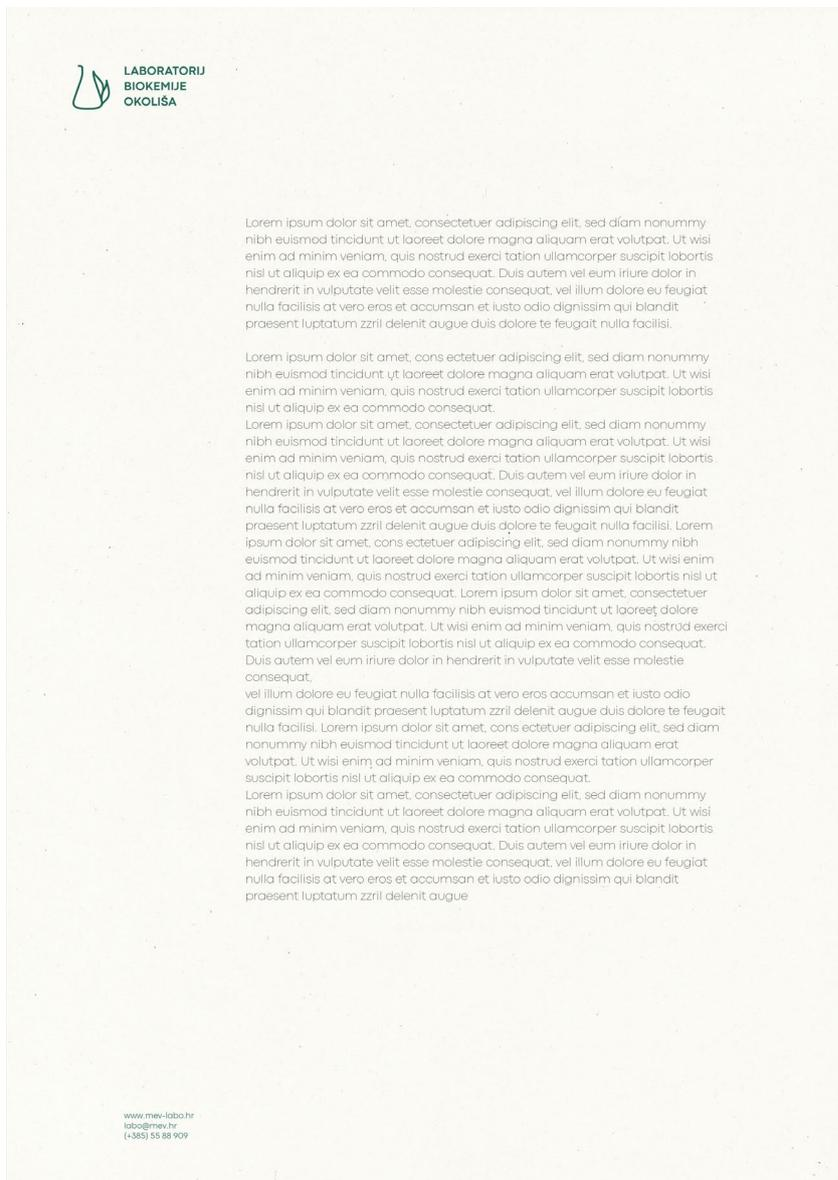 LABORATORIJ
BIOKEMIJE
OKOLIŠA
Lorem ipsum dolor sit amet, consectetuer adipiscing elit, sed diam nonummy
nibh euismod tincidunt ut laoreet dolore magna aliquam erat volutpat. Ut wisi
enim ad minim veniam, quis nostrud exerci tation ullamcorper suscipit lobortis
nisl ut aliquip ex ea commodo consequat. Duis autem vel eum iriure dolor in
hendrerit in vulputate velit esse molestie consequat, vel illum dolore eu feugiat
nulla facilisis at vero eros et accumsan et iusto odio dignissim qui blandit
praesent luptatum zzril delenit augue duis dolore te feugait nulla facilisi.
Lorem ipsum dolor sit amet, cons ectetuer adipiscing elit, sed diam nonummy
nibh euismod tincidunt ut laoreet dolore magna aliquam erat volutpat. Ut wisi
enim ad minim veniam, quis nostrud exerci tation ullamcorper suscipit lobortis
nisl ut aliquip ex ea commodo consequat.
Lorem ipsum dolor sit amet, consectetuer adipiscing elit, sed diam nonummy
nibh euismod tincidunt ut laoreet dolore magna aliquam erat volutpat. Ut wisi
enim ad minim veniam, quis nostrud exerci tation ullamcorper suscipit lobortis
nisl ut aliquip ex ea commodo consequat. Duis autem vel eum iriure dolor in
hendrerit in vulputate velit esse molestie consequat, vel illum dolore eu feugiat
nulla facilisis at vero eros et accumsan et iusto odio dignissim qui blandit
praesent luptatum zzril delenit augue duis dolore te feugait nulla facilisi. Lorem
ipsum dolor sit amet, cons ectetuer adipiscing elit, sed diam nonummy nibh
euismod tincidunt ut laoreet dolore magna aliquam erat volutpat. Ut wisi enim
ad minim veniam, quis nostrud exerci tation ullamcorper suscipit lobortis nisl ut
aliquip ex ea commodo consequat. Lorem ipsum dolor sit amet, consectetuer
adipiscing elit, sed diam nonummy nibh euismod tincidunt ut laoreet dolore
magna aliquam erat volutpat. Ut wisi enim ad minim veniam, quis nostrud exerci
tation ullamcorper suscipit lobortis nisl ut aliquip ex ea commodo consequat.
Duis autem vel eum iriure dolor in hendrerit in vulputate velit esse molestie
consequat,
vel illum dolore eu feugiat nulla facilisis at vero eros accumsan et iusto odio
dignissim qui blandit praesent luptatum zzril delenit augue duis dolore te feugait
nulla facilisi. Lorem ipsum dolor sit amet, cons ectetuer adipiscing elit, sed diam
nonummy nibh euismod tincidunt ut laoreet dolore magna aliquam erat
volutpat. Ut wisi enim ad minim veniam, quis nostrud exerci tation ullamcorper
suscipit lobortis nisl ut aliquip ex ea commodo consequat.
Lorem ipsum dolor sit amet, consectetuer adipiscing elit, sed diam nonummy
nibh euismod tincidunt ut laoreet dolore magna aliquam erat volutpat. Ut wisi
enim ad minim veniam, quis nostrud exerci tation ullamcorper suscipit lobortis
nisl ut aliquip ex ea commodo consequat. Duis autem vel eum iriure dolor in
hendrerit in vulputate velit esse molestie consequat, vel illum dolore eu feugiat
nulla facilisis at vero eros et accumsan et iusto odio dignissim qui blandit
praesent luptatum zzril delenit augue
www.mev-labo.hr
labo@mev.hr
(+385) 55 88 909